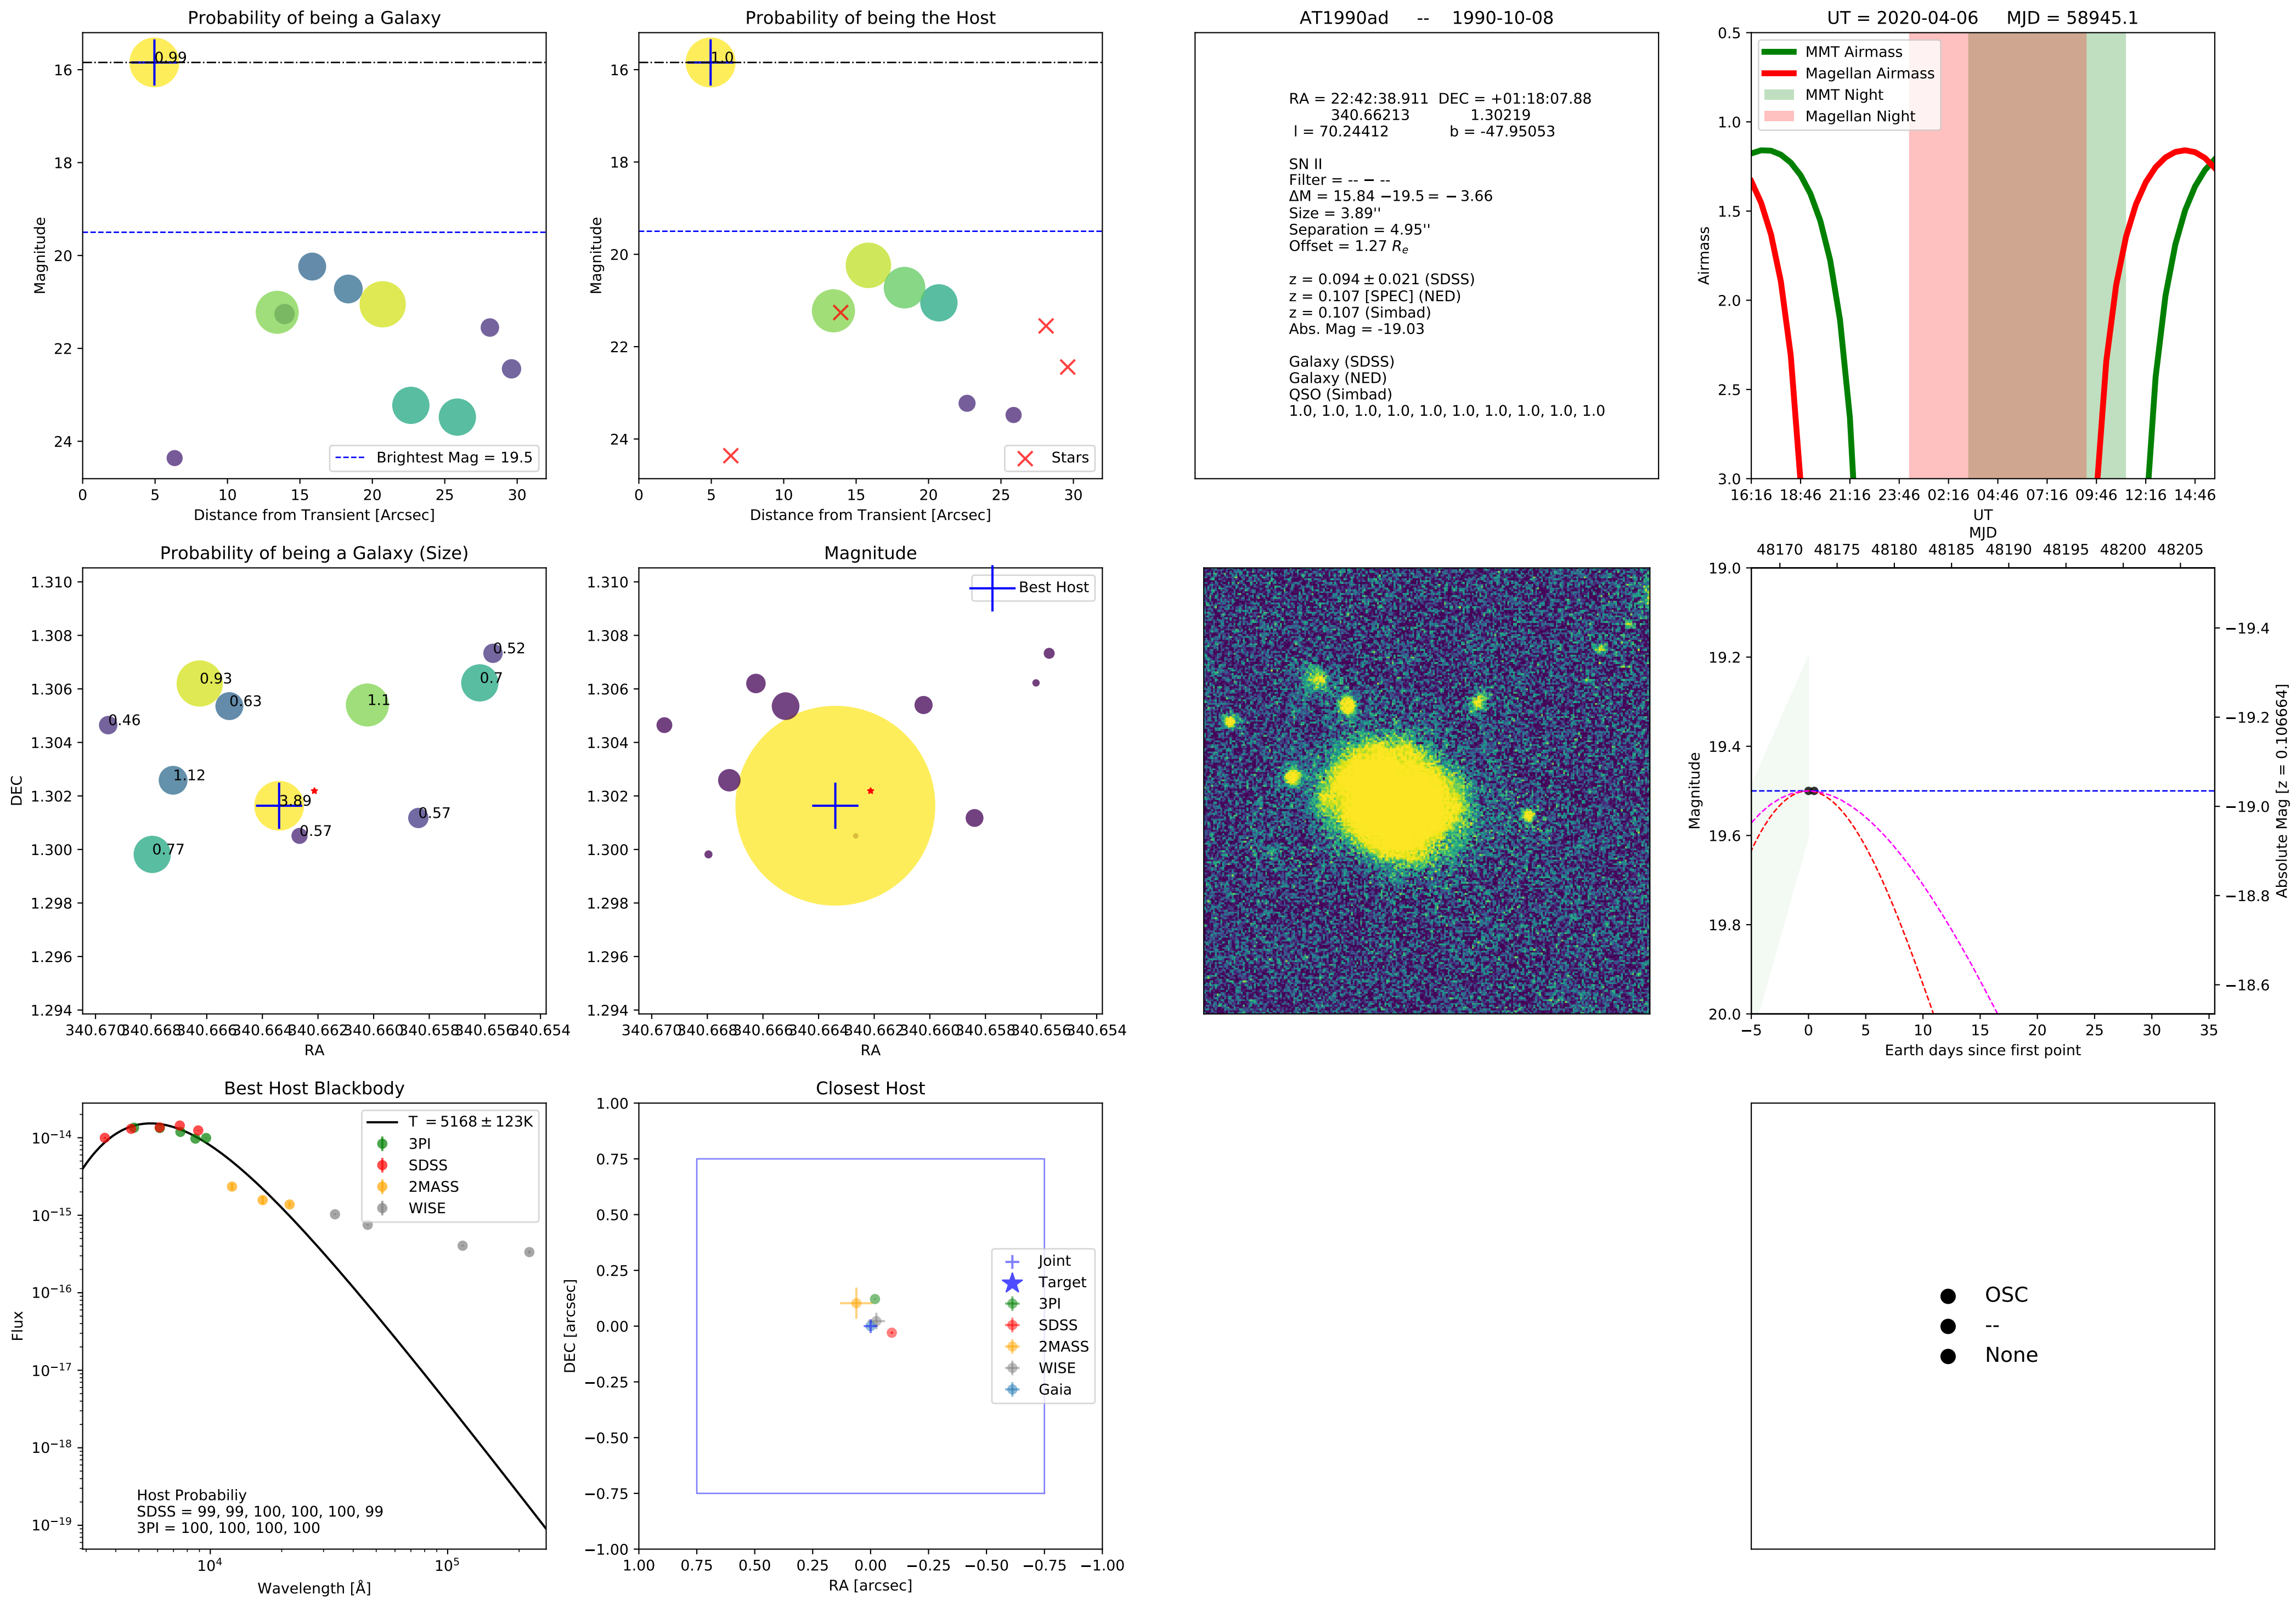 Probability of being a Galaxy
0.99
16
18
20
22
24
Magnitude
Brightest Mag = 19.5
0 5 10 15 20 25 30
Distance from Transient [Arcsec]
Probability of being the Host
1.0
16
18
20
22
24
Magnitude
Stars
0 5 10 15 20 25 30
Distance from Transient [Arcsec]
AT1990ad -- 1990-10-08
RA = 22:42:38.911 DEC = +01:18:07.88
340.66213 1.30219
l = 70.24412 b = -47.95053
SN II
Filter = -- − --
ΔM = 15.84 −19.5 = −3.66
Size = 3.89''
Separation = 4.95''
Offset = 1.27 Rₑ
z = 0.094 ± 0.021 (SDSS)
z = 0.107 [SPEC] (NED)
z = 0.107 (Simbad)
Abs. Mag = -19.03
Galaxy (SDSS)
Galaxy (NED)
QSO (Simbad)
1.0, 1.0, 1.0, 1.0, 1.0, 1.0, 1.0, 1.0, 1.0, 1.0
UT = 2020-04-06 MJD = 58945.1
MMT Airmass
Magellan Airmass
MMT Night
Magellan Night
0.5
1.0
1.5
2.0
2.5
3.0
Airmass
16:16 18:46 21:16 23:46 02:16 04:46 07:16 09:46 12:16 14:46
UT
Probability of being a Galaxy (Size)
1.310
1.308
1.306
1.304
1.302
1.300
1.298
1.296
1.294
DEC
0.52
0.93
0.7
0.63
1.1
0.46
1.12
3.89
0.57
0.57
0.77
340.670 340.668 340.666 340.664 340.662 340.660 340.658 340.656 340.654
RA
Magnitude
Best Host
1.310
1.308
1.306
1.304
1.302
1.300
1.298
1.296
1.294
340.670 340.668 340.666 340.664 340.662 340.660 340.658 340.656 340.654
RA
MJD
48170 48175 48180 48185 48190 48195 48200 48205
19.0
19.2
19.4
19.6
19.8
20.0
Magnitude
−19.4
−19.2
−19.0
−18.8
−18.6
Absolute Mag [z = 0.106664]
−5 0 5 10 15 20 25 30 35
Earth days since first point
Best Host Blackbody
T = 5168 ± 123K
3PI
SDSS
2MASS
WISE
10⁻¹⁴
10⁻¹⁵
10⁻¹⁶
10⁻¹⁷
10⁻¹⁸
10⁻¹⁹
Flux
Host Probabiliy
SDSS = 99, 99, 100, 100, 100, 99
3PI = 100, 100, 100, 100
10⁴ 10⁵
Wavelength [Å]
Closest Host
1.00
0.75
0.50
0.25
0.00
−0.25
−0.50
−0.75
−1.00
DEC [arcsec]
Joint
Target
3PI
SDSS
2MASS
WISE
Gaia
1.00 0.75 0.50 0.25 0.00 −0.25 −0.50 −0.75 −1.00
RA [arcsec]
OSC
--
None